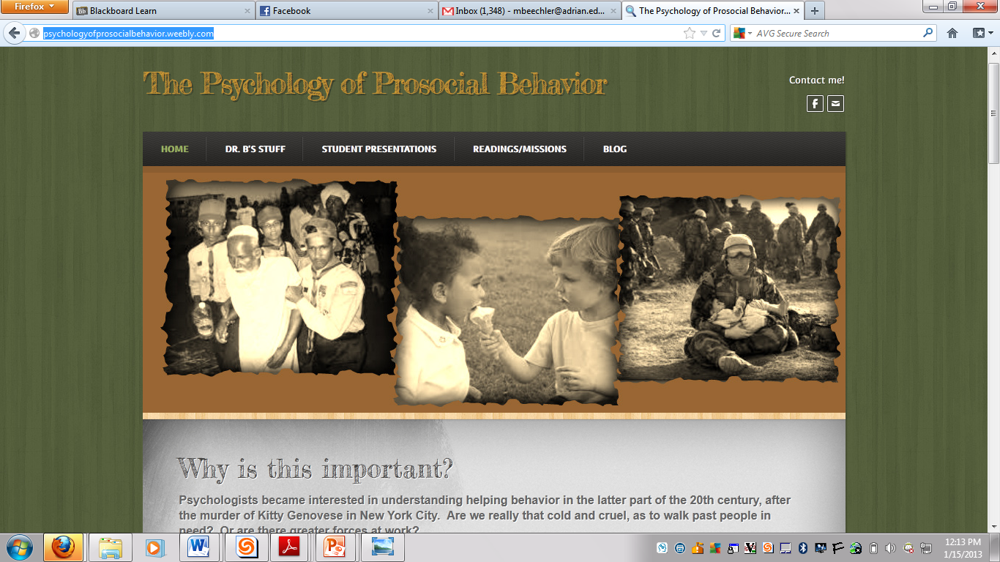 Firefox
Blackboard Learn
Facebook
Inbox (1,348) - mbeechler@adrian.ed...
The Psychology of Prosocial Behavior...
psychologyofprosocialbehavior.weebly.com
AVG Secure Search
The Psychology of Prosocial Behavior
Contact me!
HOME
DR. B'S STUFF
STUDENT PRESENTATIONS
READINGS/MISSIONS
BLOG
Why is this important?
Psychologists became interested in understanding helping behavior in the latter part of the 20th century, after
the murder of Kitty Genovese in New York City. Are we really that cold and cruel, as to walk past people in
need? Or are there greater forces at work?
12:13 PM
1/15/2013